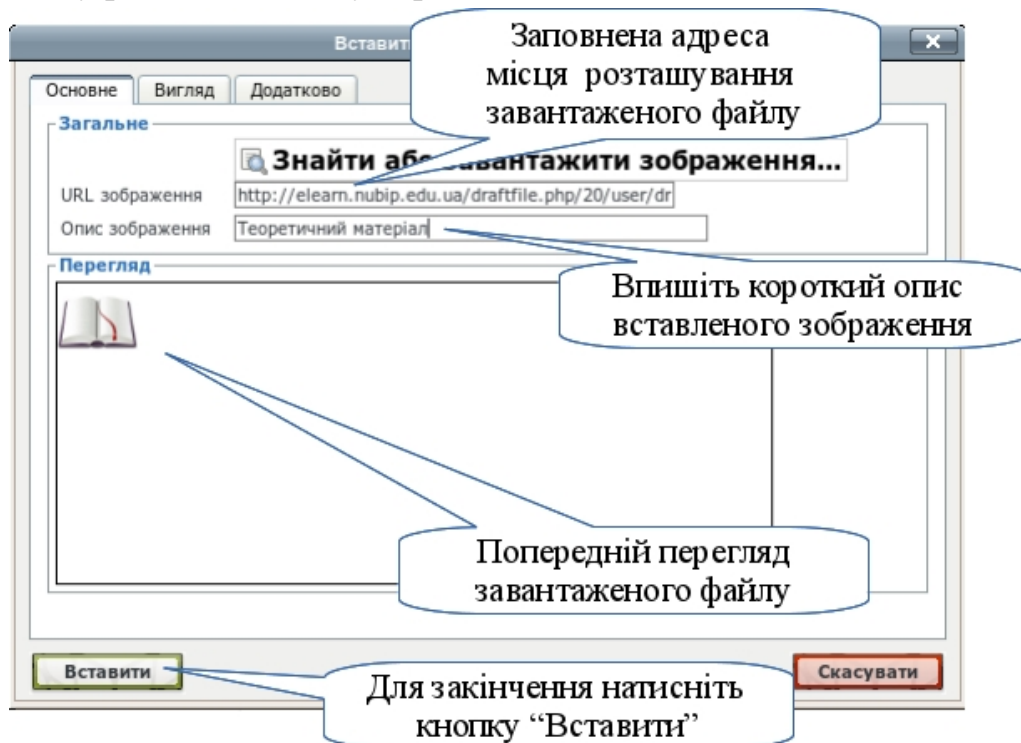 Вставит
Заповнена адреса
місця розташування
завантаженого файлу
Основне Вигляд Додатково
Загальне
Знайти або завантажити зображення...
URL зображення http://elearn.nubip.edu.ua/draftfile.php/20/user/dr
Опис зображення Теоретичний матеріал
Перегляд
Впишіть короткий опис
вставленого зображення
Попередній перегляд
завантаженого файлу
Вставити
Скасувати
Для закінчення натисніть
кнопку “Вставити”